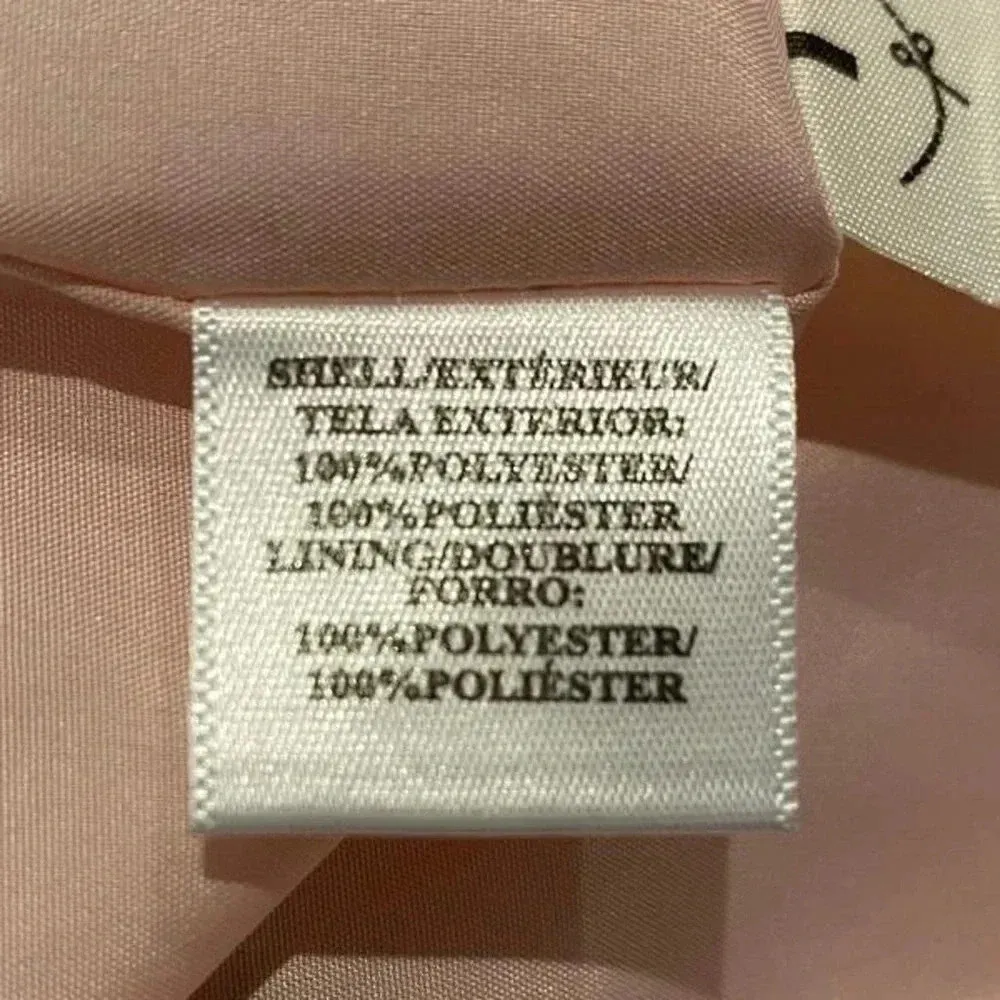 SHELL/EXTÉRIEUR/
TELA EXTERIOR:
100%POLYESTER/
100%POLIÉSTER
LINING/DOUBLURE/
FORRO:
100%POLYESTER/
100%POLIÉSTER